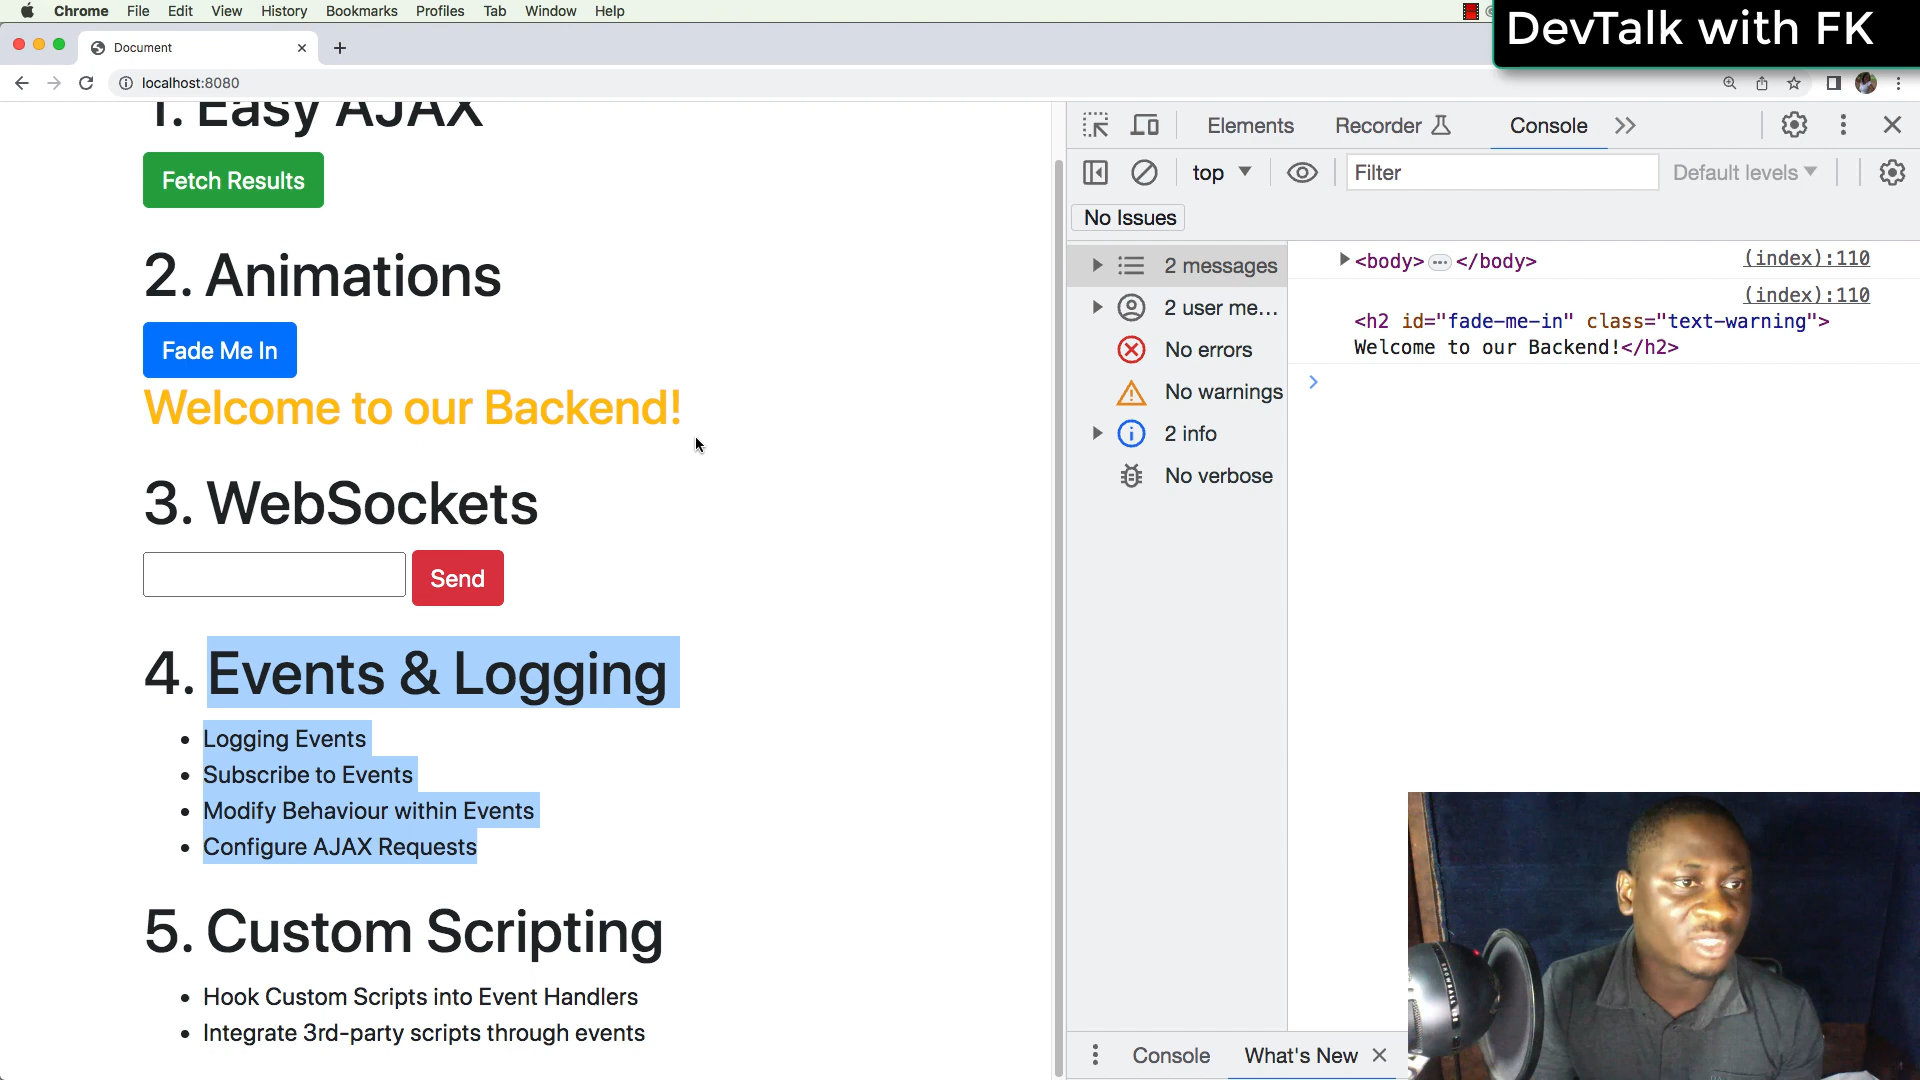 Chrome File Edit View History Bookmarks Profiles Tab Window Help
DevTalk with FK
Document
localhost:8080
1. Easy AJAX
Fetch Results
2. Animations
Fade Me In
Welcome to our Backend!
3. WebSockets
Send
4. Events & Logging
Logging Events
Subscribe to Events
Modify Behaviour within Events
Configure AJAX Requests
5. Custom Scripting
Hook Custom Scripts into Event Handlers
Integrate 3rd-party scripts through events
Elements Recorder Console
top Filter Default levels
No Issues
2 messages
2 user me...
No errors
No warnings
2 info
No verbose
<body>…</body> (index):110
(index):110
<h2 id="fade-me-in" class="text-warning">
Welcome to our Backend!</h2>
Console What's New